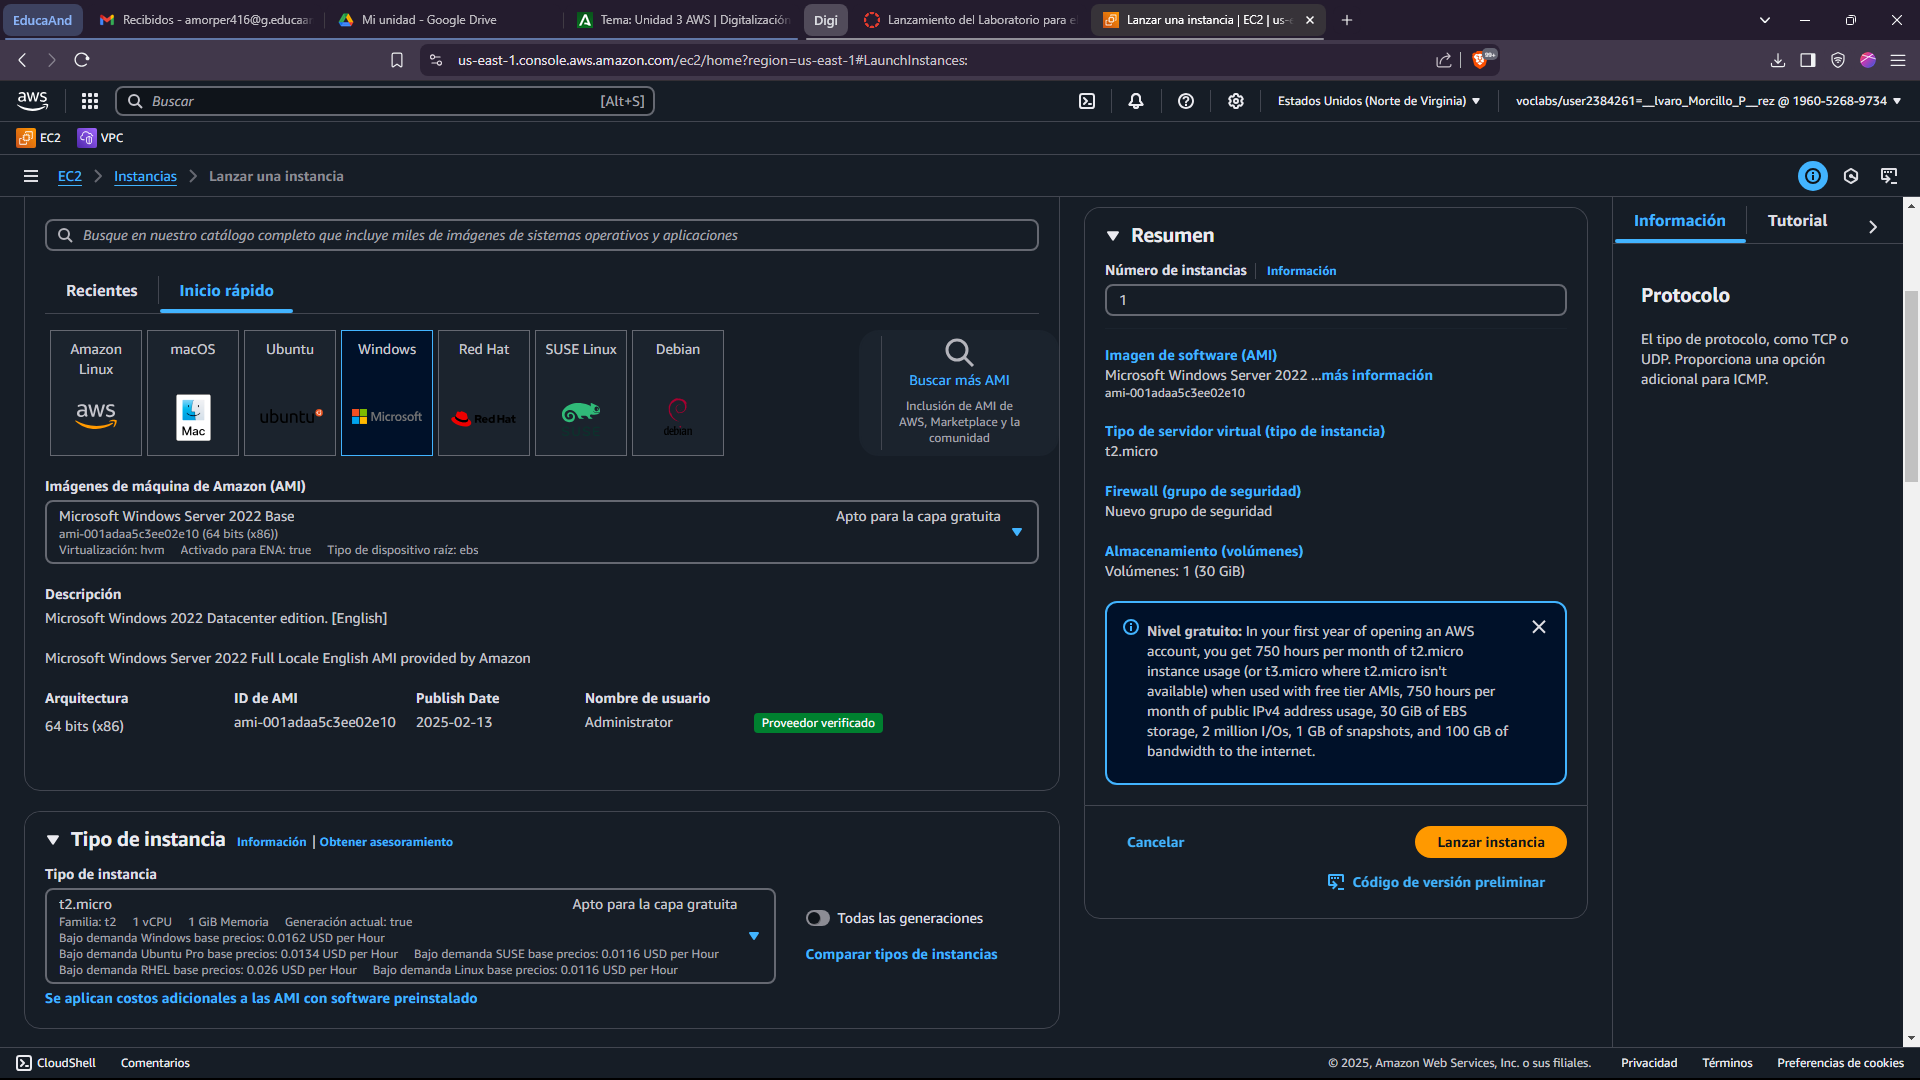 EducaAnd
Recibidos - amorper416@g.educaan
Mi unidad - Google Drive
Tema: Unidad 3 AWS | Digitalización
Digi
Lanzamiento del Laboratorio para e
Lanzar una instancia | EC2 | us-e
us-east-1.console.aws.amazon.com/ec2/home?region=us-east-1#LaunchInstances:
99+
aws
Buscar
[Alt+S]
Estados Unidos (Norte de Virginia)
voclabs/user2384261=__lvaro_Morcillo_P__rez @ 1960-5268-9734
EC2
VPC
EC2
Instancias
Lanzar una instancia
Busque en nuestro catálogo completo que incluye miles de imágenes de sistemas operativos y aplicaciones
Recientes
Inicio rápido
Amazon
Linux
aws
macOS
Mac
Ubuntu
ubuntu
Windows
Microsoft
Red Hat
Red Hat
SUSE Linux
Debian
debian
Buscar más AMI
Inclusión de AMI de
AWS, Marketplace y la
comunidad
Imágenes de máquina de Amazon (AMI)
Microsoft Windows Server 2022 Base
Apto para la capa gratuita
ami-001adaa5c3ee02e10 (64 bits (x86))
Virtualización: hvm Activado para ENA: true Tipo de dispositivo raíz: ebs
Descripción
Microsoft Windows 2022 Datacenter edition. [English]
Microsoft Windows Server 2022 Full Locale English AMI provided by Amazon
Arquitectura
64 bits (x86)
ID de AMI
ami-001adaa5c3ee02e10
Publish Date
2025-02-13
Nombre de usuario
Administrator
Proveedor verificado
Tipo de instancia
Información | Obtener asesoramiento
Tipo de instancia
t2.micro
Apto para la capa gratuita
Familia: t2 1 vCPU 1 GiB Memoria Generación actual: true
Bajo demanda Windows base precios: 0.0162 USD per Hour
Bajo demanda Ubuntu Pro base precios: 0.0134 USD per Hour Bajo demanda SUSE base precios: 0.0116 USD per Hour
Bajo demanda RHEL base precios: 0.026 USD per Hour Bajo demanda Linux base precios: 0.0116 USD per Hour
Todas las generaciones
Comparar tipos de instancias
Se aplican costos adicionales a las AMI con software preinstalado
Resumen
Número de instancias
Información
1
Imagen de software (AMI)
Microsoft Windows Server 2022 ...más información
ami-001adaa5c3ee02e10
Tipo de servidor virtual (tipo de instancia)
t2.micro
Firewall (grupo de seguridad)
Nuevo grupo de seguridad
Almacenamiento (volúmenes)
Volúmenes: 1 (30 GiB)
Nivel gratuito: In your first year of opening an AWS
account, you get 750 hours per month of t2.micro
instance usage (or t3.micro where t2.micro isn't
available) when used with free tier AMIs, 750 hours per
month of public IPv4 address usage, 30 GiB of EBS
storage, 2 million I/Os, 1 GB of snapshots, and 100 GB of
bandwidth to the internet.
Cancelar
Lanzar instancia
Código de versión preliminar
Información
Tutorial
Protocolo
El tipo de protocolo, como TCP o
UDP. Proporciona una opción
adicional para ICMP.
CloudShell
Comentarios
© 2025, Amazon Web Services, Inc. o sus filiales.
Privacidad
Términos
Preferencias de cookies